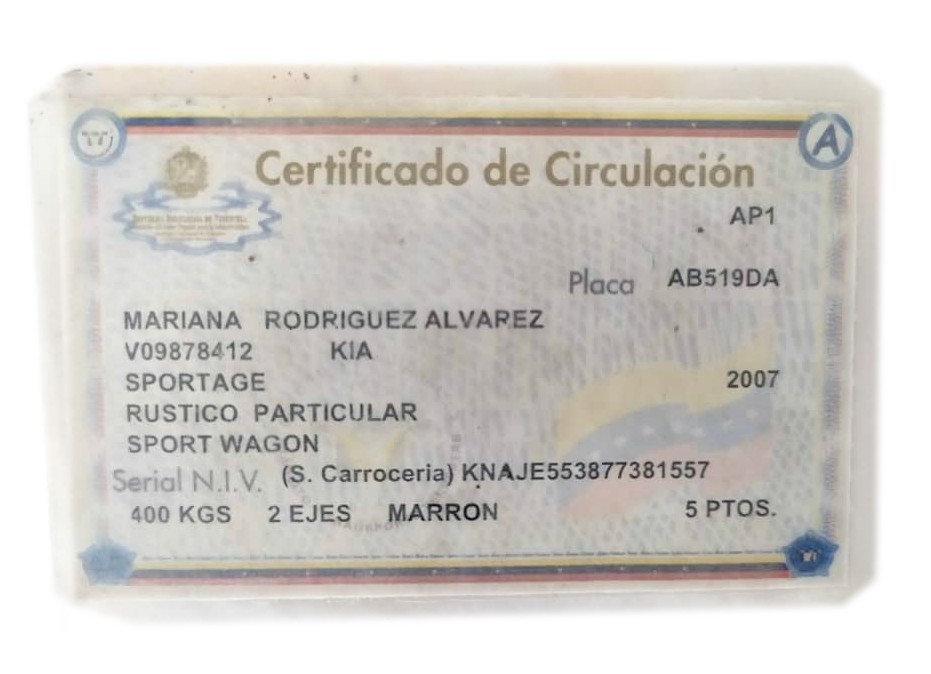 Certificado de Circulación
AP1
Placa AB519DA
MARIANA RODRIGUEZ ALVAREZ
V09878412 KIA
SPORTAGE 2007
RUSTICO PARTICULAR
SPORT WAGON
Serial N.I.V. (S. Carroceria) KNAJE553877381557
400 KGS 2 EJES MARRON 5 PTOS.
A